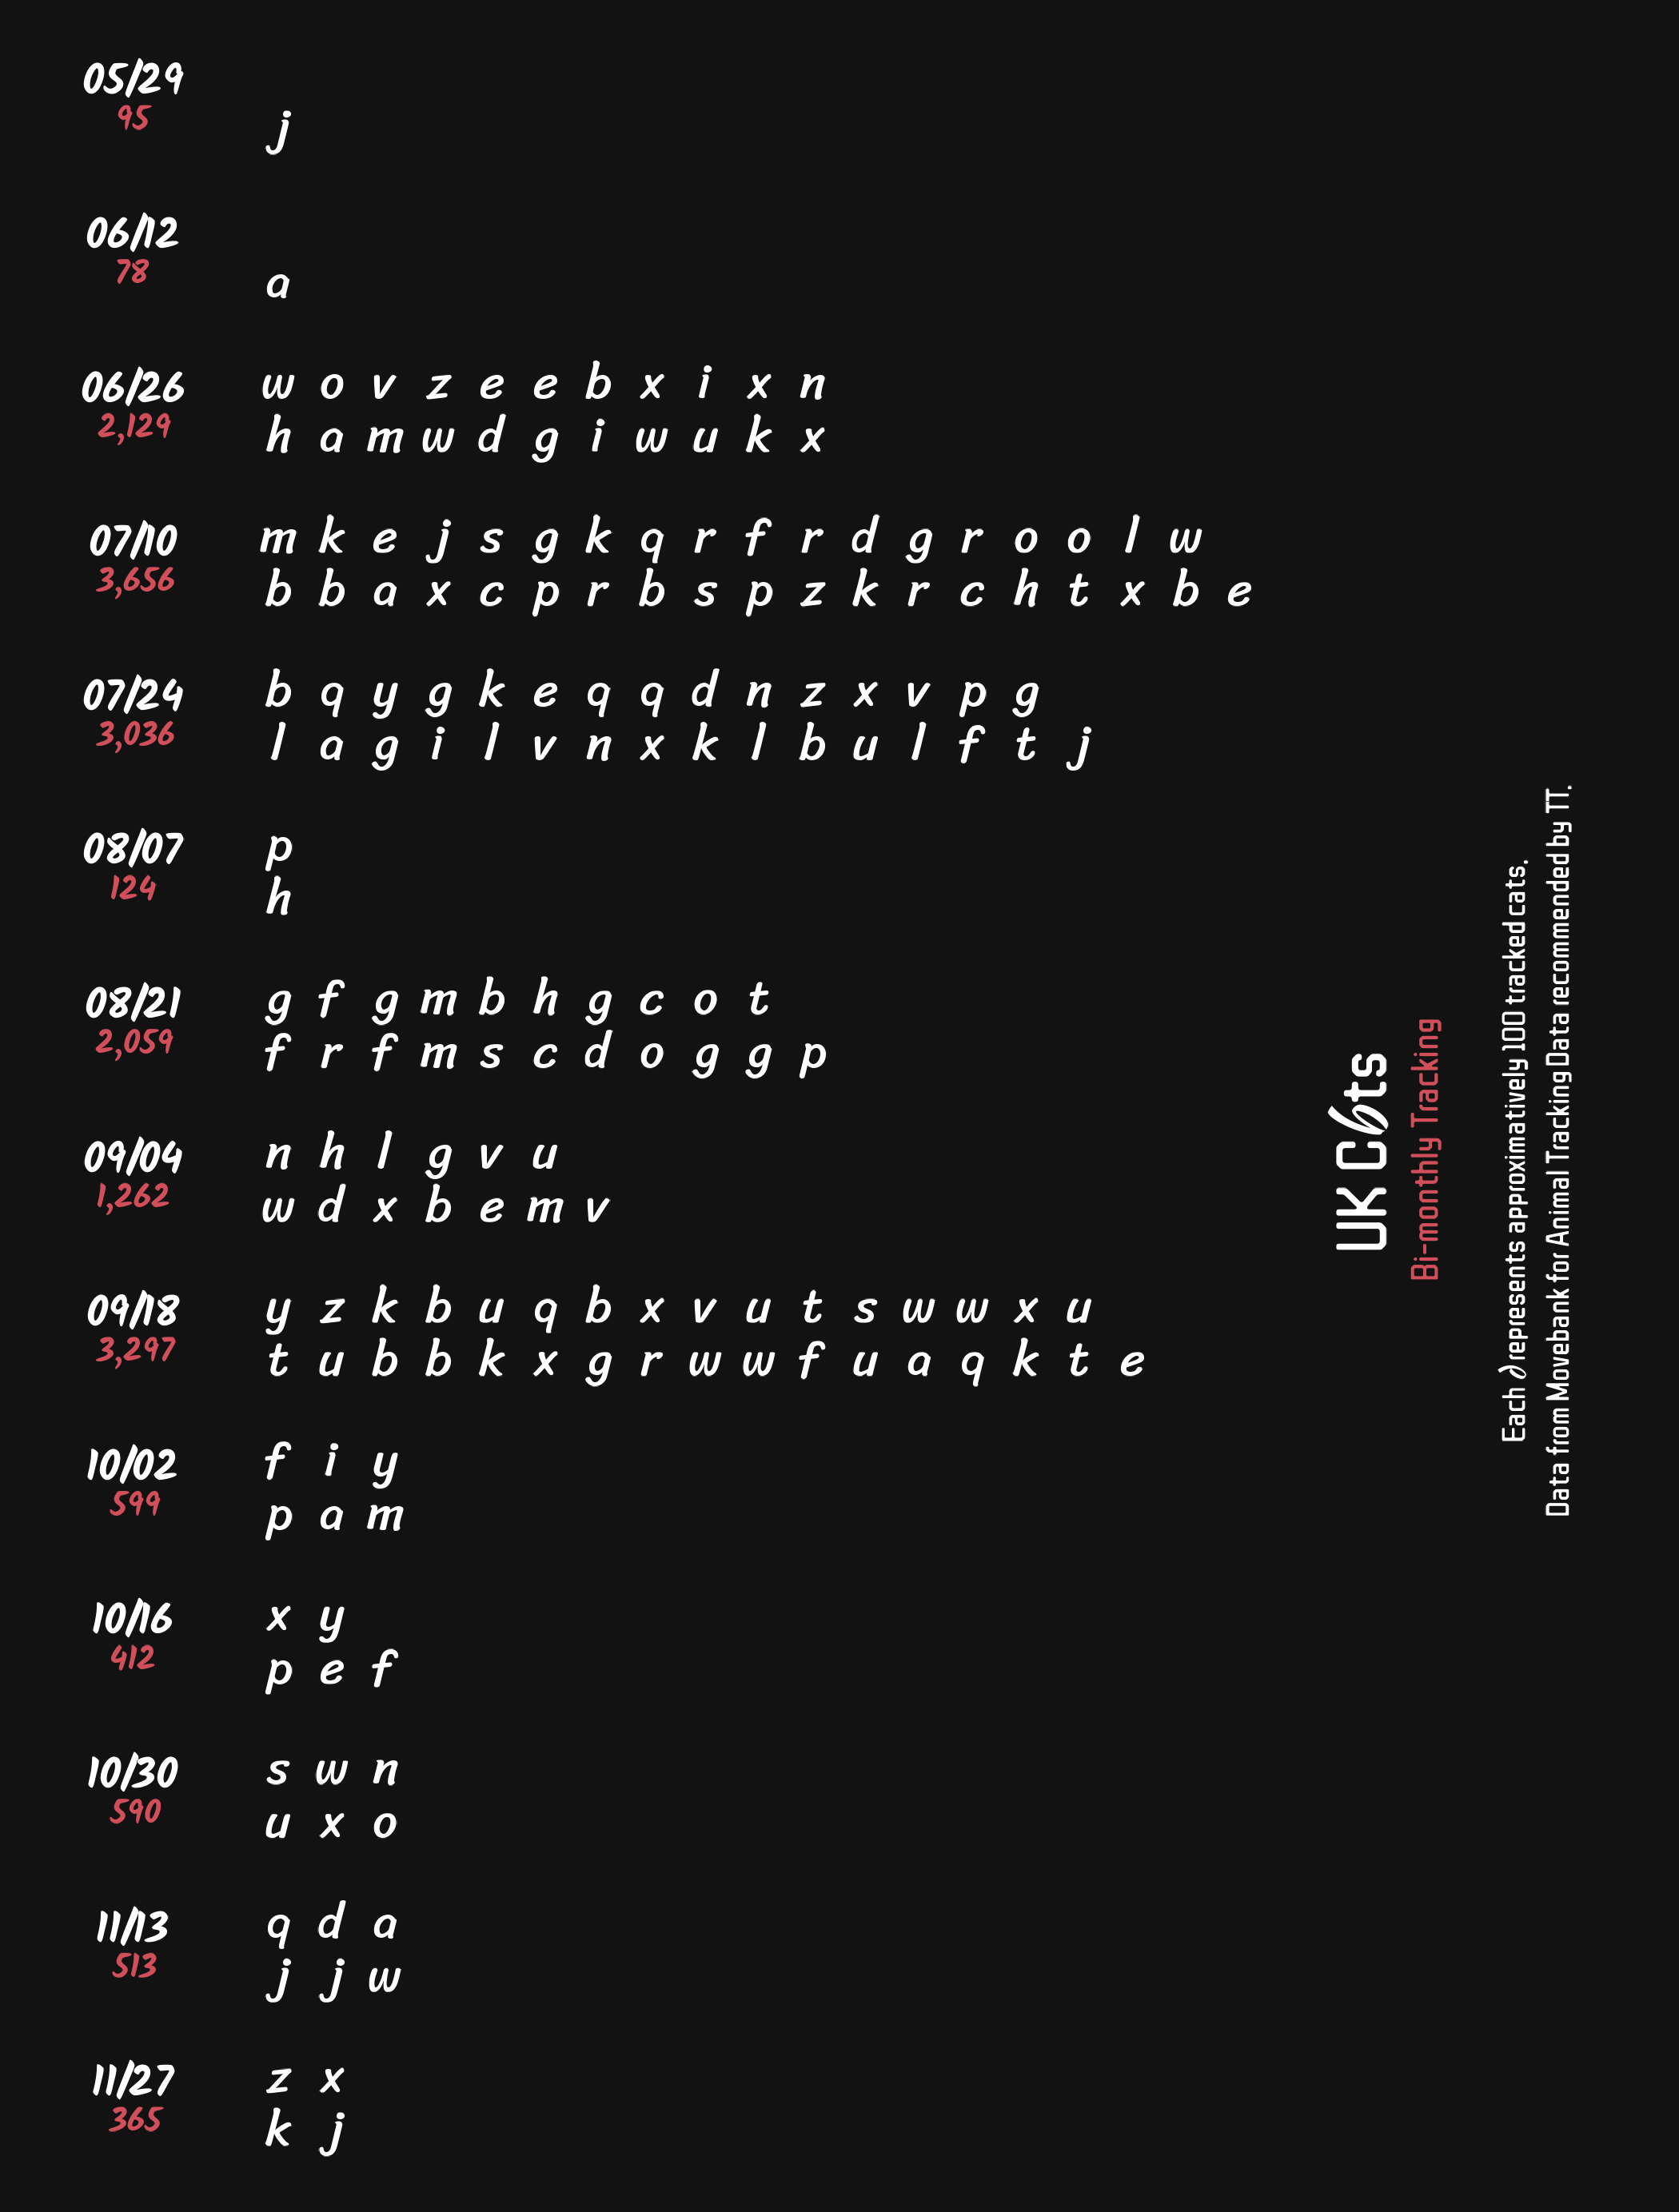 05/29
95
j
06/12
78
a
06/26
2,129
w o v z e e b x i x n
h a m w d g i w u k x
07/10
3,656
m k e j s g k q r f r d g r o o l w
b b a x c p r b s p z k r c h t x b e
07/24
3,036
b q y g k e q q d n z x v p g
l a g i l v n x k l b u l f t j
08/07
124
p
h
08/21
2,059
g f g m b h g c o t
f r f m s c d o g g p
09/04
1,262
n h l g v u
w d x b e m v
09/18
3,297
y z k b u q b x v u t s w w x u
t u b b k x g r w w f u a q k t e
10/02
599
f i y
p a m
10/16
412
x y
p e f
10/30
590
s w n
u x o
11/13
513
q d a
j j w
11/27
365
z x
k j
UK Cats
Bi-monthly Tracking
Each represents approximatively 100 tracked cats.
Data from Movebank for Animal Tracking Data recommended by TT.